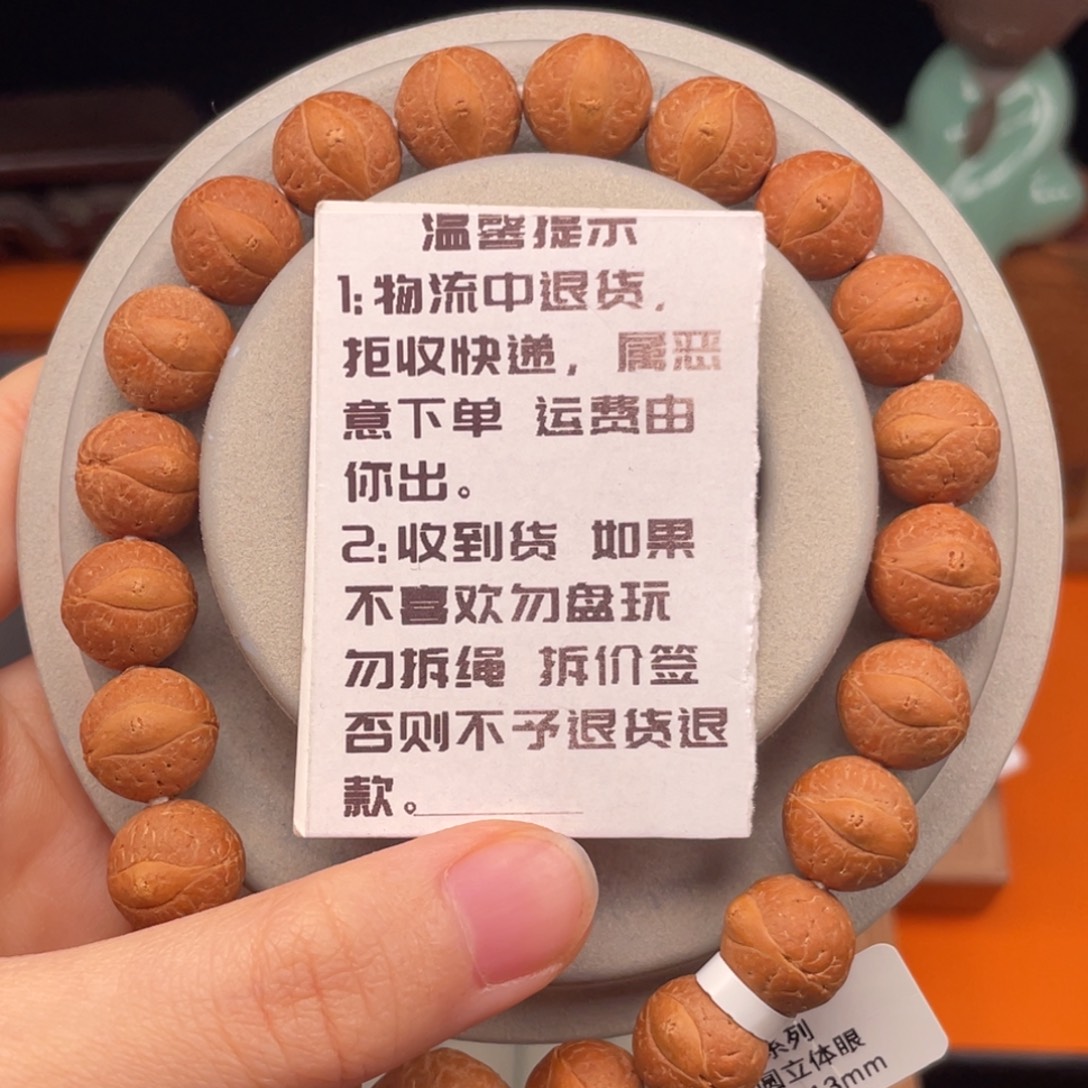 温馨提示
1:物流中退货,
拒收快递, 属恶
意下单 运费由
你出。
2:收到货 如果
不喜欢勿盘玩
勿拆绳 拆价签
否则不予退货退
款。
系列
圆立体眼
13mm